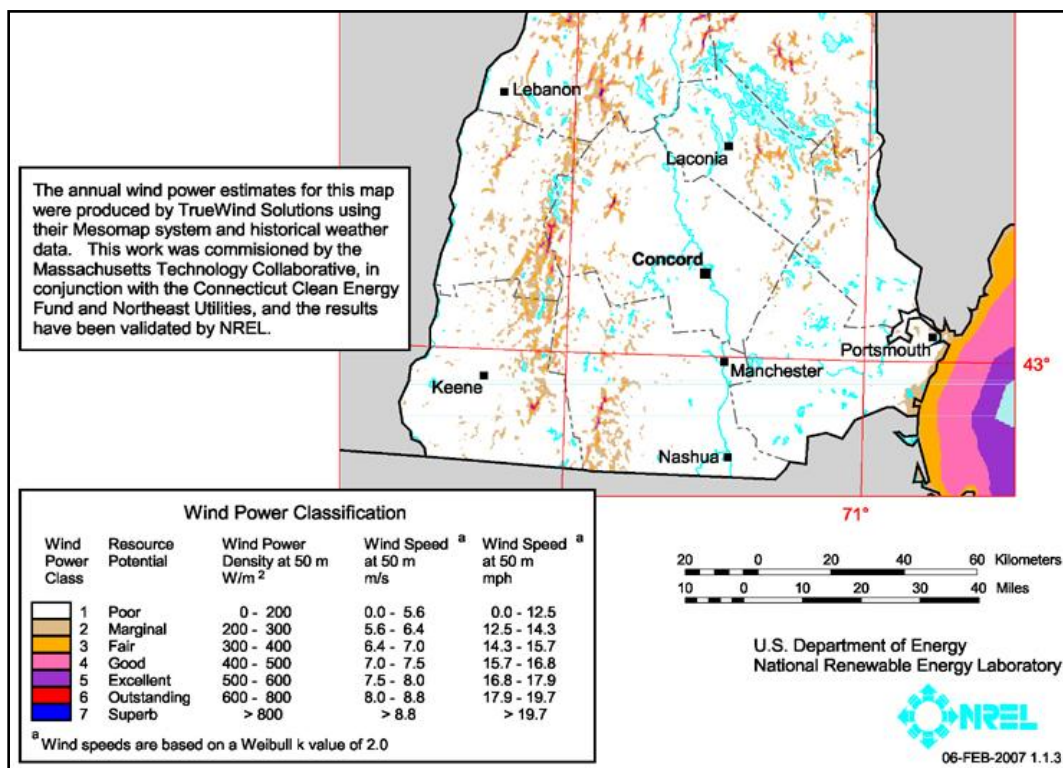 Lebanon
Laconia
The annual wind power estimates for this map
were produced by TrueWind Solutions using
their Mesomap system and historical weather
data. This work was commisioned by the
Massachusetts Technology Collaborative, in
conjunction with the Connecticut Clean Energy
Fund and Northeast Utilities, and the results
have been validated by NREL.
Concord
Portsmouth
43°
Manchester
Keene
Nashua
71°
Wind Power Classification
Wind Power Class Resource Potential Wind Power Density at 50 m W/m 2 Wind Speed a at 50 m m/s Wind Speed a at 50 m mph
1 Poor 0 - 200 0.0 - 5.6 0.0 - 12.5
2 Marginal 200 - 300 5.6 - 6.4 12.5 - 14.3
3 Fair 300 - 400 6.4 - 7.0 14.3 - 15.7
4 Good 400 - 500 7.0 - 7.5 15.7 - 16.8
5 Excellent 500 - 600 7.5 - 8.0 16.8 - 17.9
6 Outstanding 600 - 800 8.0 - 8.8 17.9 - 19.7
7 Superb > 800 > 8.8 > 19.7
a Wind speeds are based on a Weibull k value of 2.0
20 0 20 40 60 Kilometers
10 0 10 20 30 40 Miles
U.S. Department of Energy
National Renewable Energy Laboratory
NREL
06-FEB-2007 1.1.3